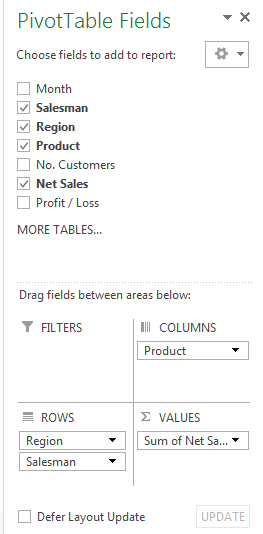 PivotTable Fields
Choose fields to add to report:
Month
Salesman
Region
Product
No. Customers
Net Sales
Profit / Loss
MORE TABLES...
Drag fields between areas below:
FILTERS
COLUMNS
Product
ROWS
Σ VALUES
Region
Sum of Net Sa...
Salesman
Defer Layout Update
UPDATE